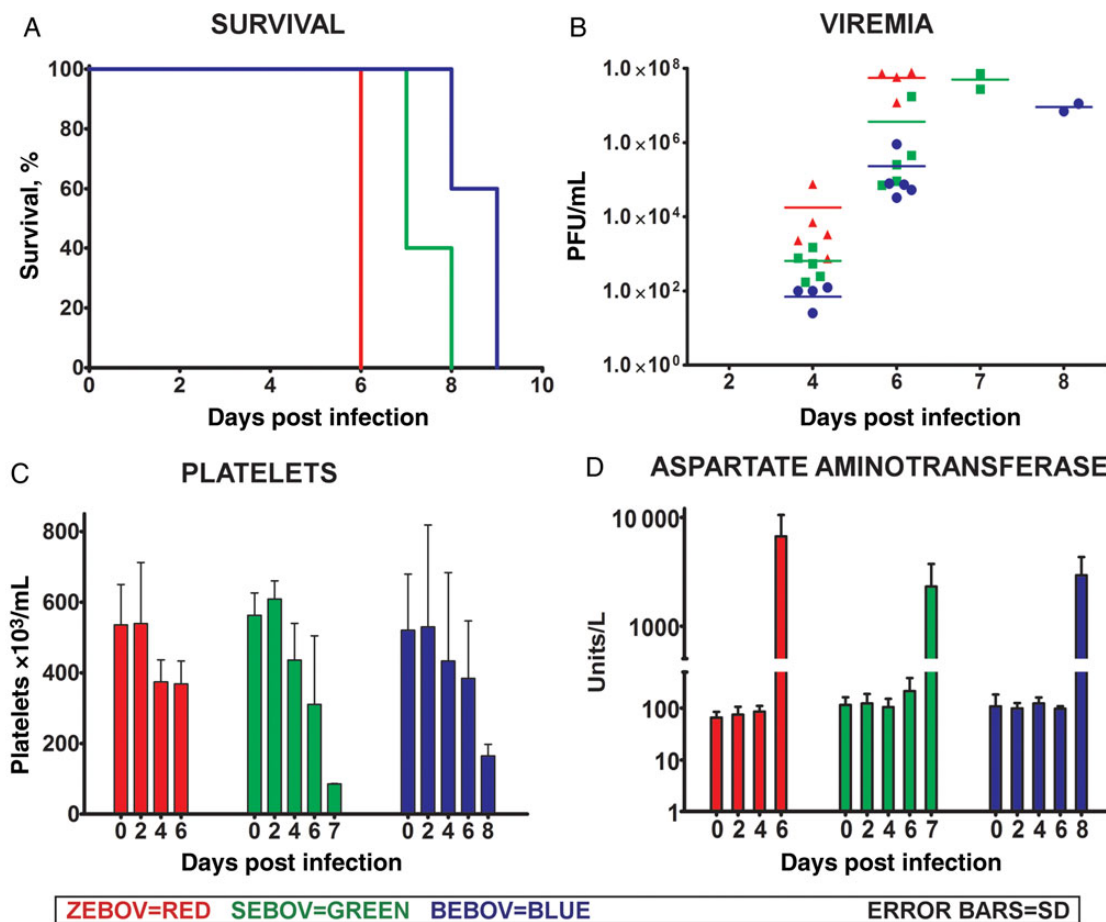 A
SURVIVAL
Survival, %
100
80
60
40
20
0
0 2 4 6 8 10
Days post infection
B
VIREMIA
PFU/mL
1.0 × 10⁸
1.0 × 10⁶
1.0 × 10⁴
1.0 × 10²
1.0 × 10⁰
2 4 6 7 8
Days post infection
C
PLATELETS
Platelets ×10³/mL
800
600
400
200
0
0 2 4 6 0 2 4 6 7 0 2 4 6 8
Days post infection
D
ASPARTATE AMINOTRANSFERASE
Units/L
10 000
1000
100
10
1
0 2 4 6 0 2 4 6 7 0 2 4 6 8
Days post infection
ZEBOV=RED SEBOV=GREEN BEBOV=BLUE ERROR BARS=SD